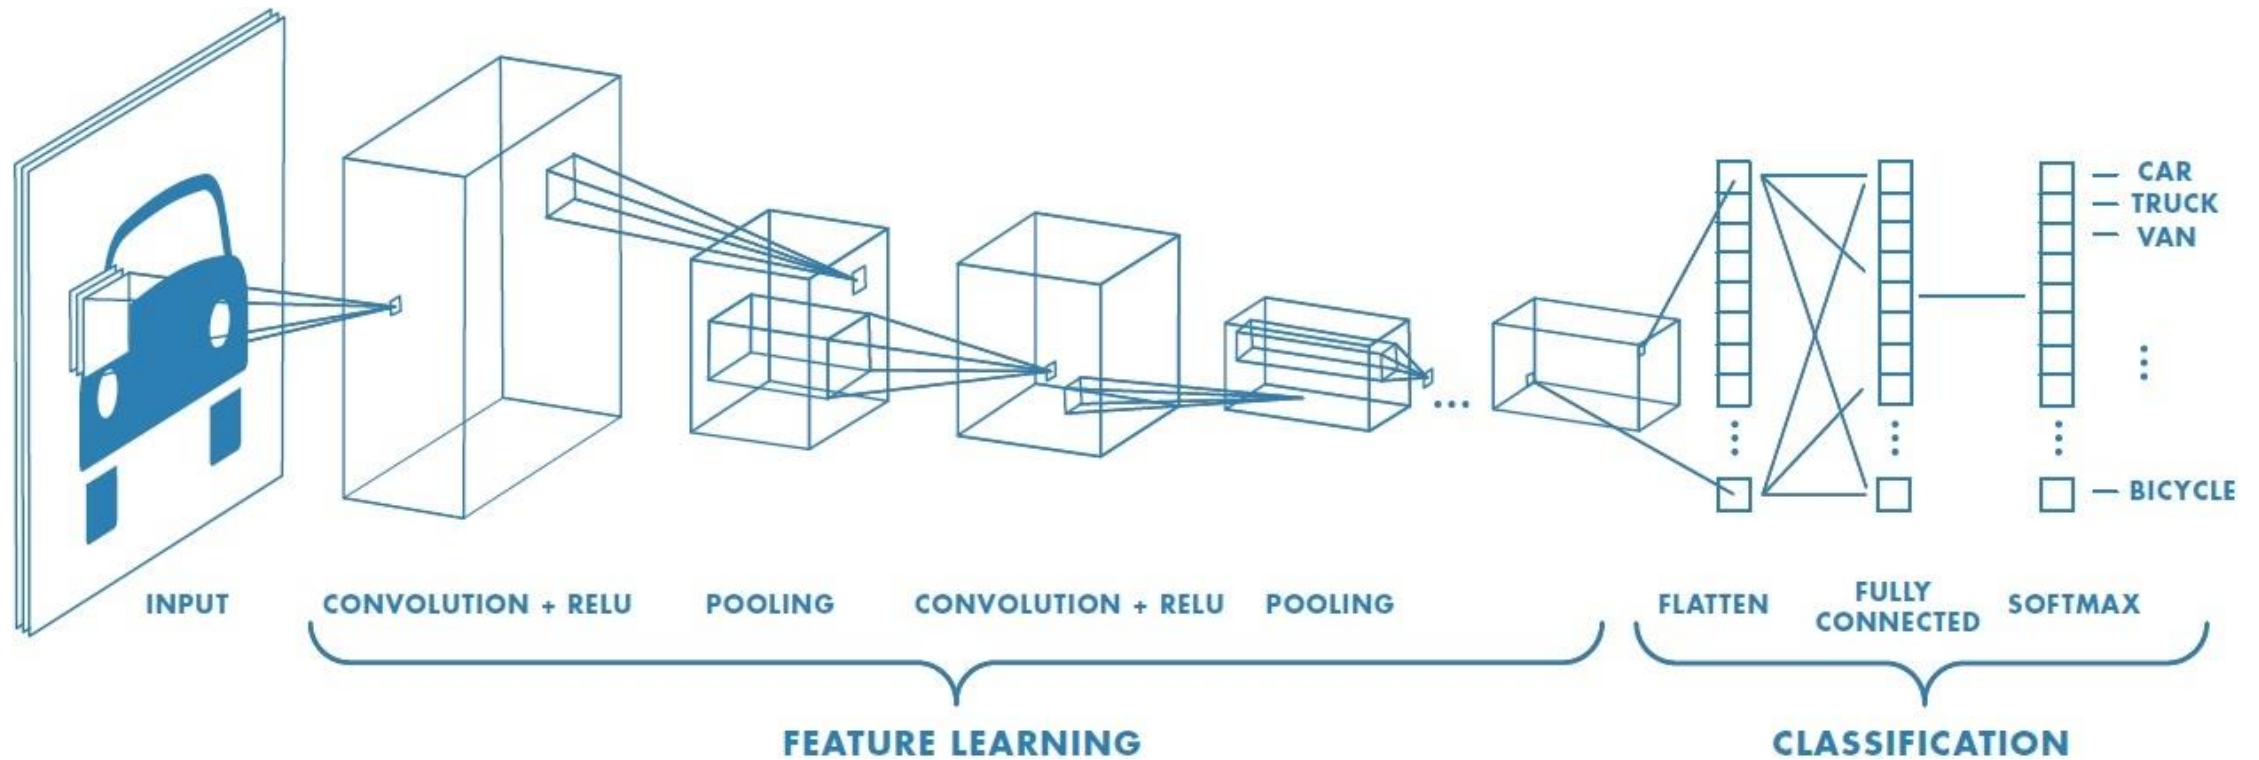 CAR
TRUCK
VAN
BICYCLE
INPUT
CONVOLUTION + RELU
POOLING
CONVOLUTION + RELU
POOLING
FLATTEN
FULLY
CONNECTED
SOFTMAX
FEATURE LEARNING
CLASSIFICATION